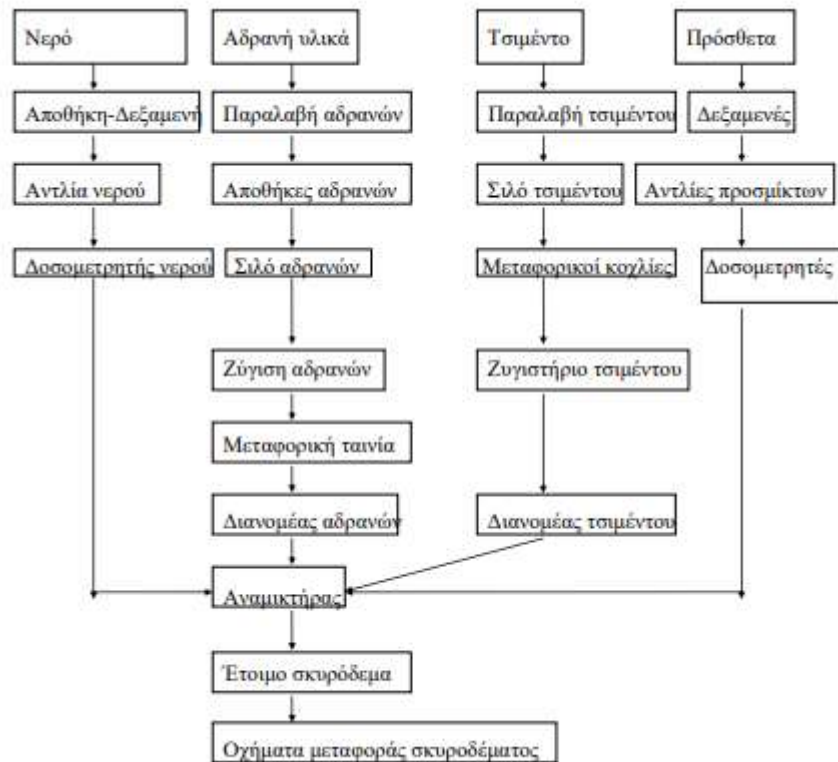 Νερό
Αδρανή υλικά
Τσιμέντο
Πρόσθετα
Αποθήκη-Δεξαμενή
Παραλαβή αδρανών
Παραλαβή τσιμέντου
Δεξαμενές
Αντλία νερού
Αποθήκες αδρανών
Σιλό τσιμέντου
Αντλίες προσμίκτων
Δοσομετρητής νερού
Σιλό αδρανών
Μεταφορικοί κοχλίες
Δοσομετρητές
Ζύγιση αδρανών
Ζυγιστήριο τσιμέντου
Μεταφορική ταινία
Διανομέας αδρανών
Διανομέας τσιμέντου
Αναμικτήρας
Έτοιμο σκυρόδεμα
Οχήματα μεταφοράς σκυροδέματος